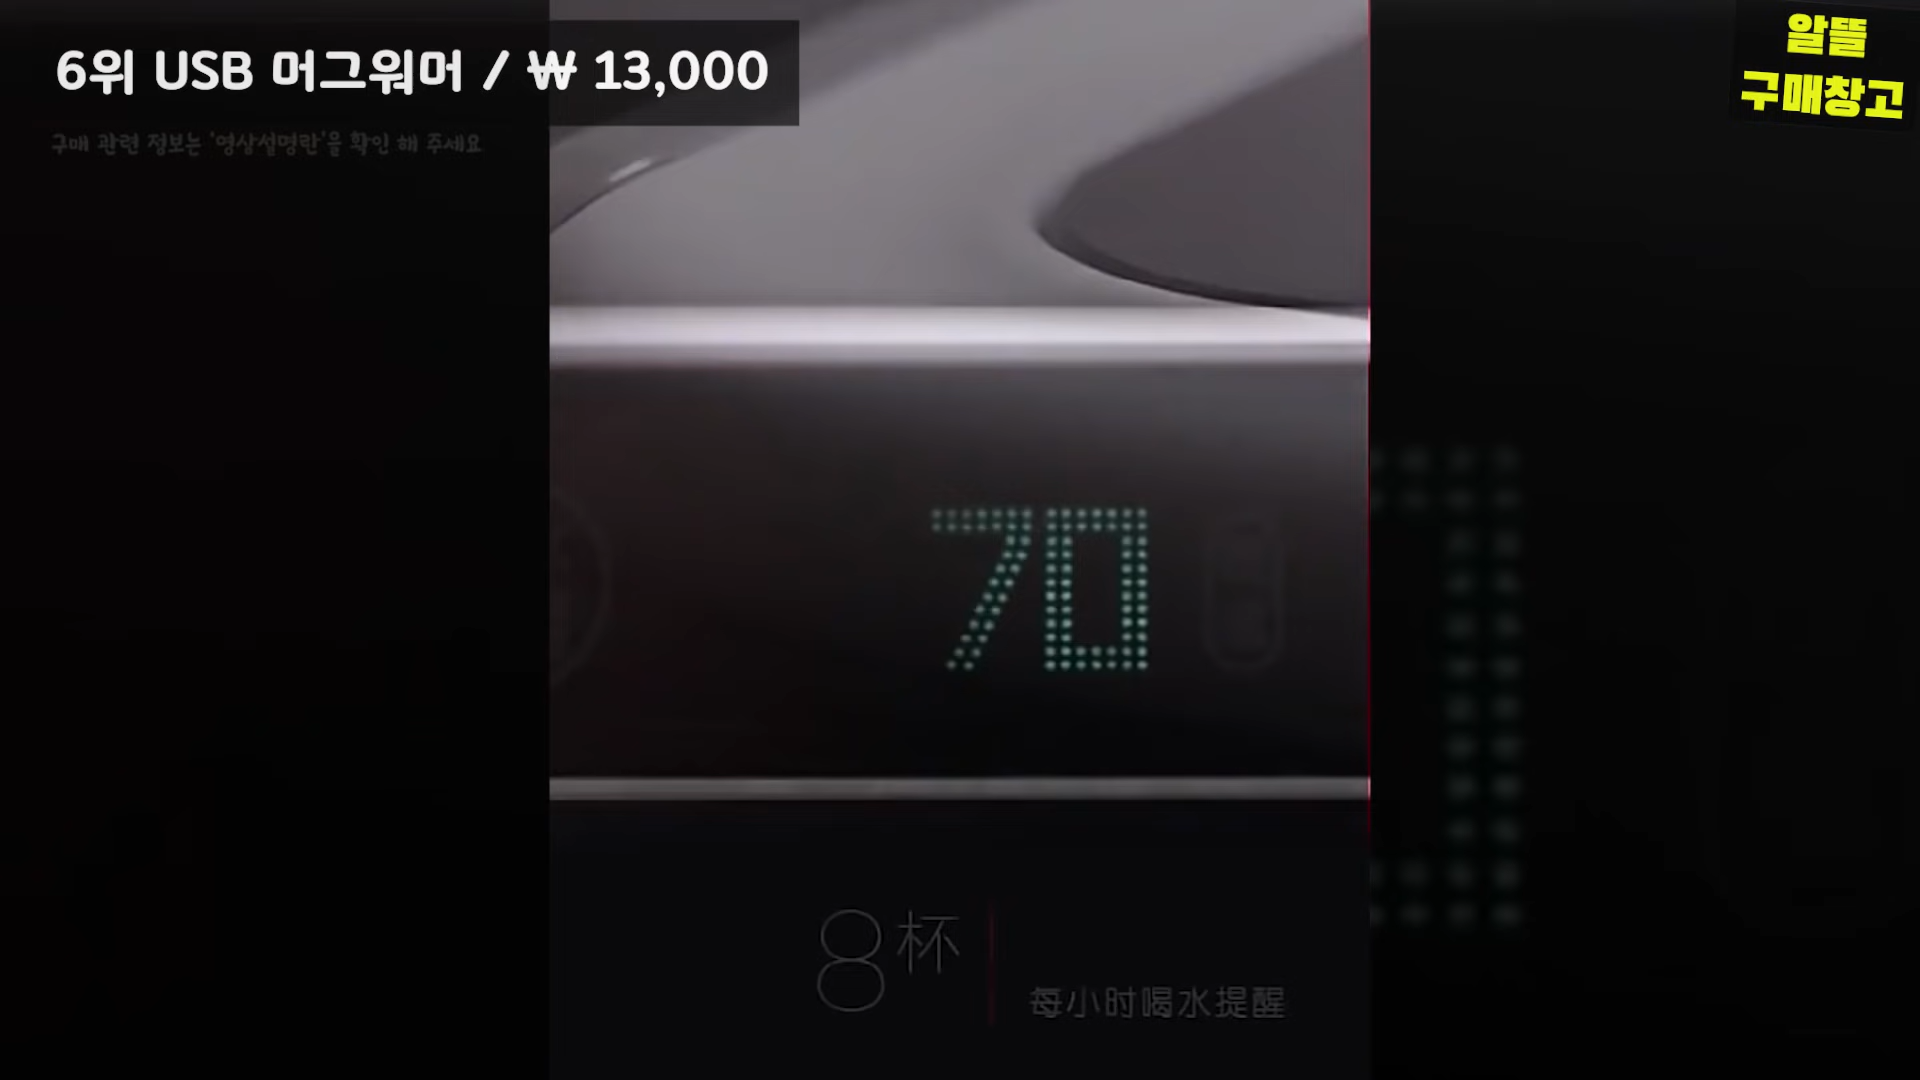 6위 USB 머그워머 / ₩ 13,000
구매 관련 정보는 '영상설명란'을 확인 해 주세요
알뜰
구매창고
70
8杯
每小时喝水提醒